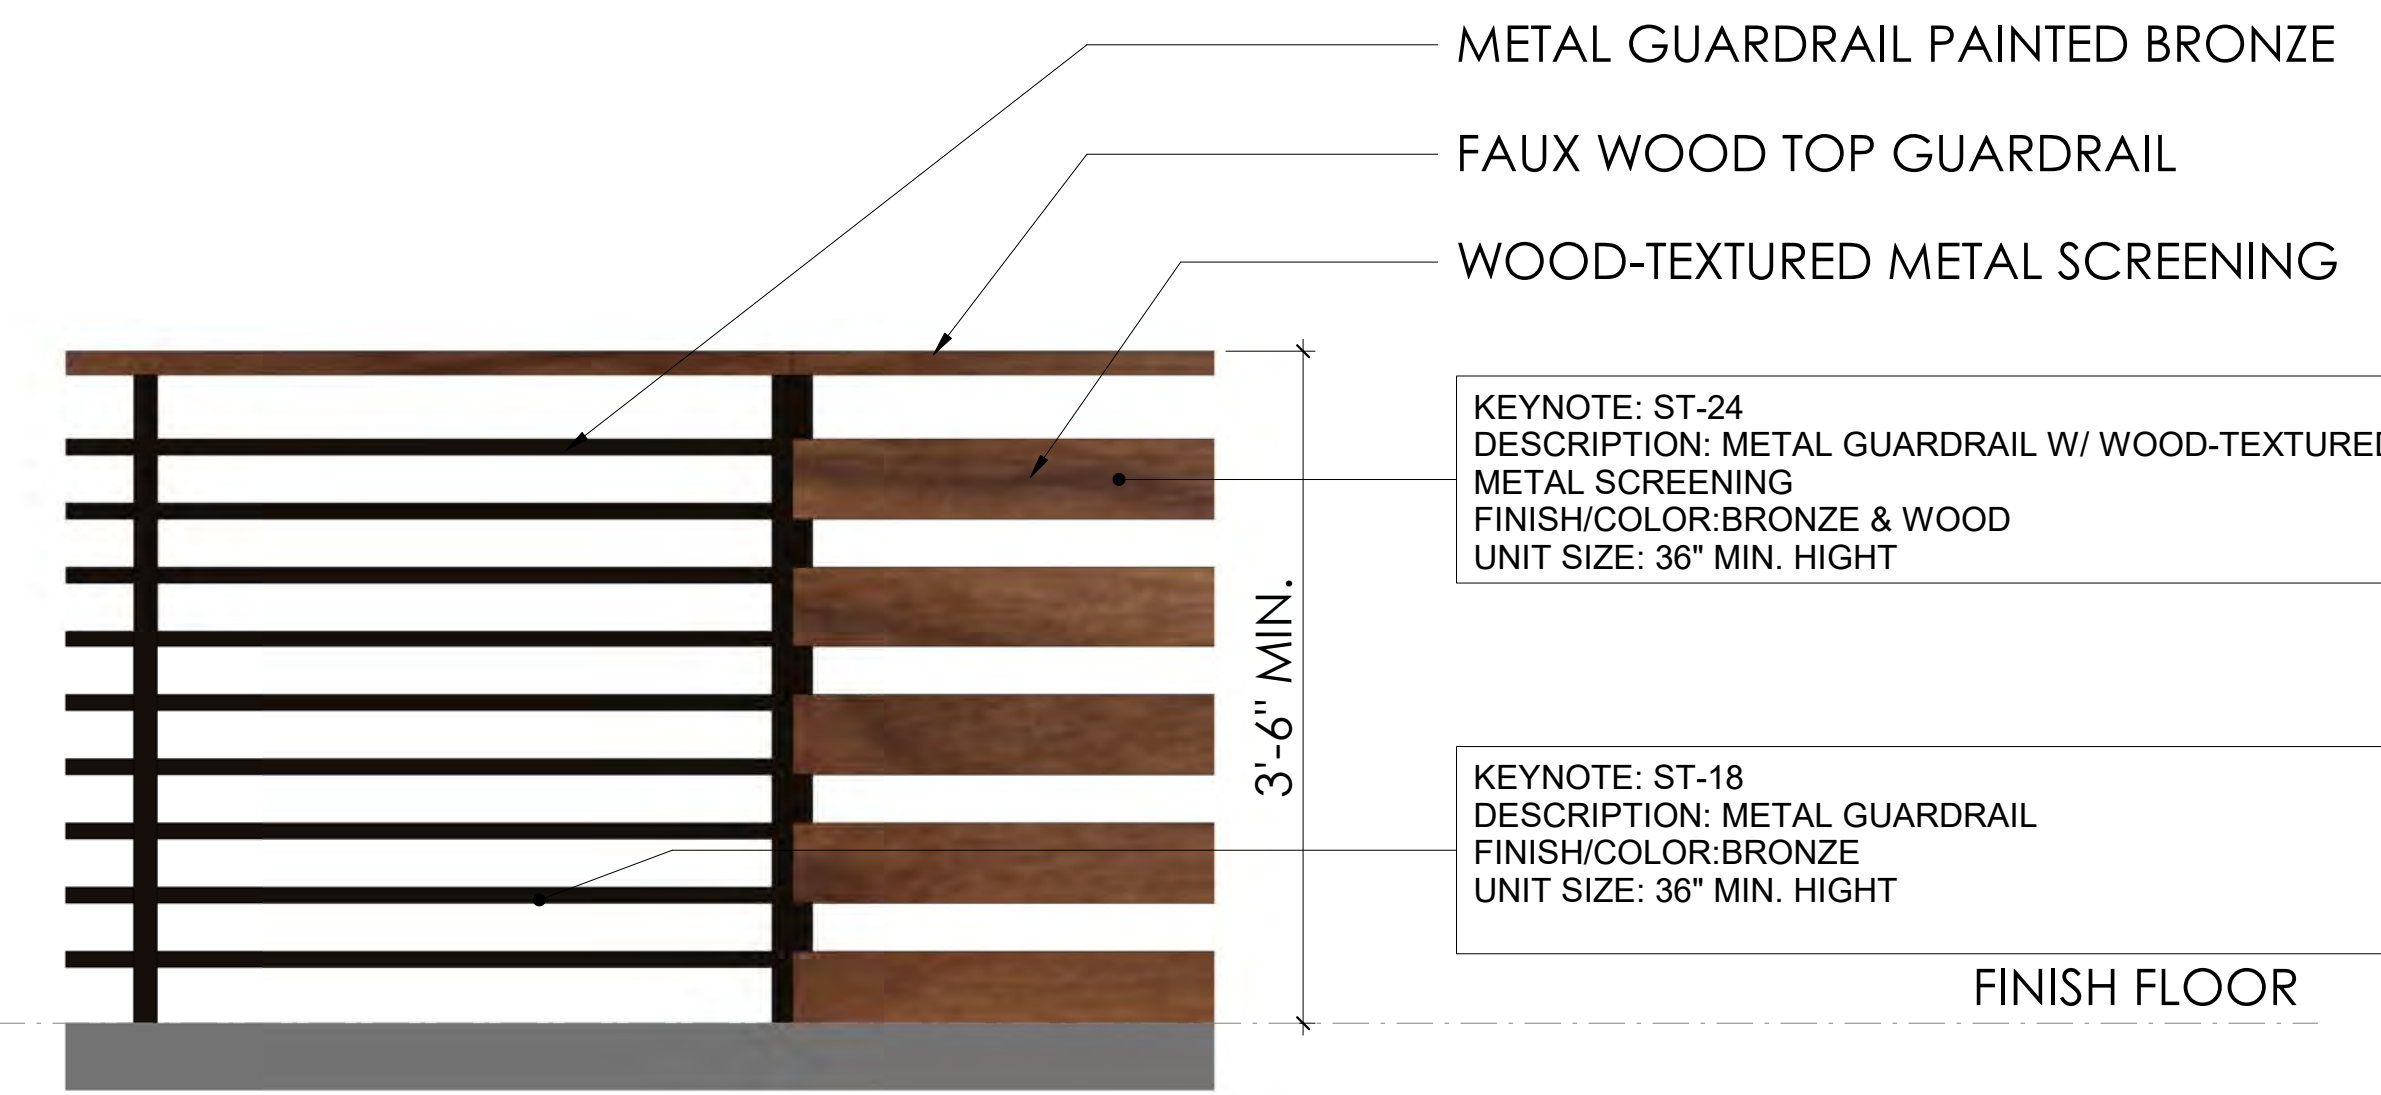 METAL GUARDRAIL PAINTED BRONZE
FAUX WOOD TOP GUARDRAIL
WOOD-TEXTURED METAL SCREENING
KEYNOTE: ST-24
DESCRIPTION: METAL GUARDRAIL W/ WOOD-TEXTURED
METAL SCREENING
FINISH/COLOR:BRONZE & WOOD
UNIT SIZE: 36" MIN. HIGHT
3'-6" MIN.
KEYNOTE: ST-18
DESCRIPTION: METAL GUARDRAIL
FINISH/COLOR:BRONZE
UNIT SIZE: 36" MIN. HIGHT
FINISH FLOOR